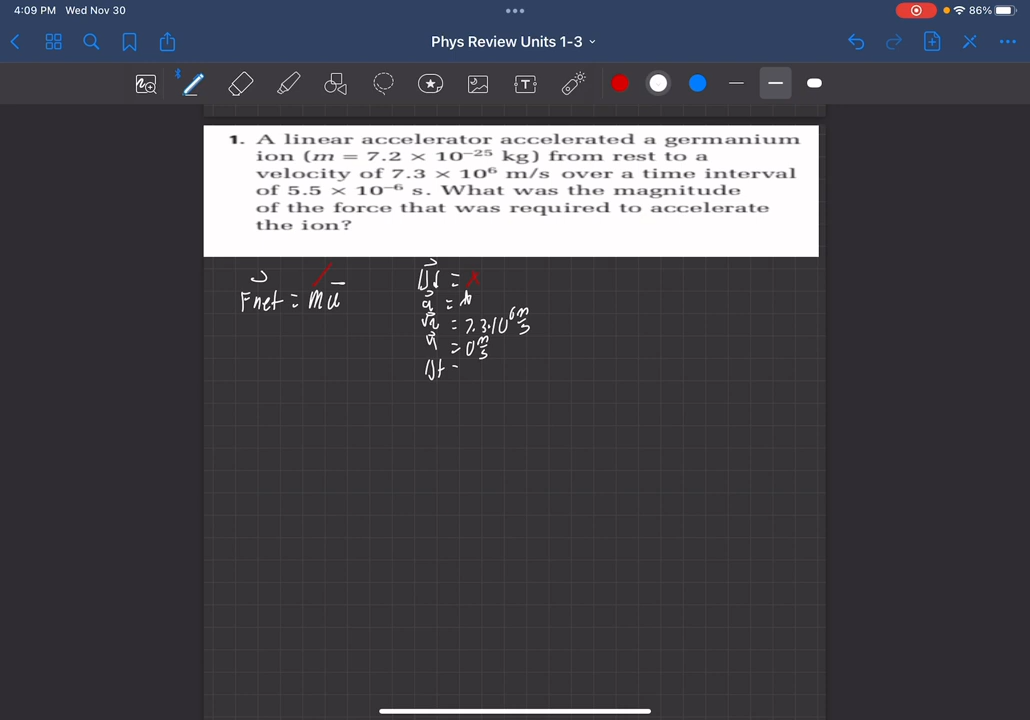 4:09 PM Wed Nov 30
86%
Phys Review Units 1-3
1. A linear accelerator accelerated a germanium
ion (m = 7.2 × 10⁻²⁵ kg) from rest to a
velocity of 7.3 × 10⁶ m/s over a time interval
of 5.5 × 10⁻⁶ s. What was the magnitude
of the force that was required to accelerate
the ion?
Fnet = ma
= x
a =
= 7.3·10⁶ m/s
= 0 m/s
Δt =